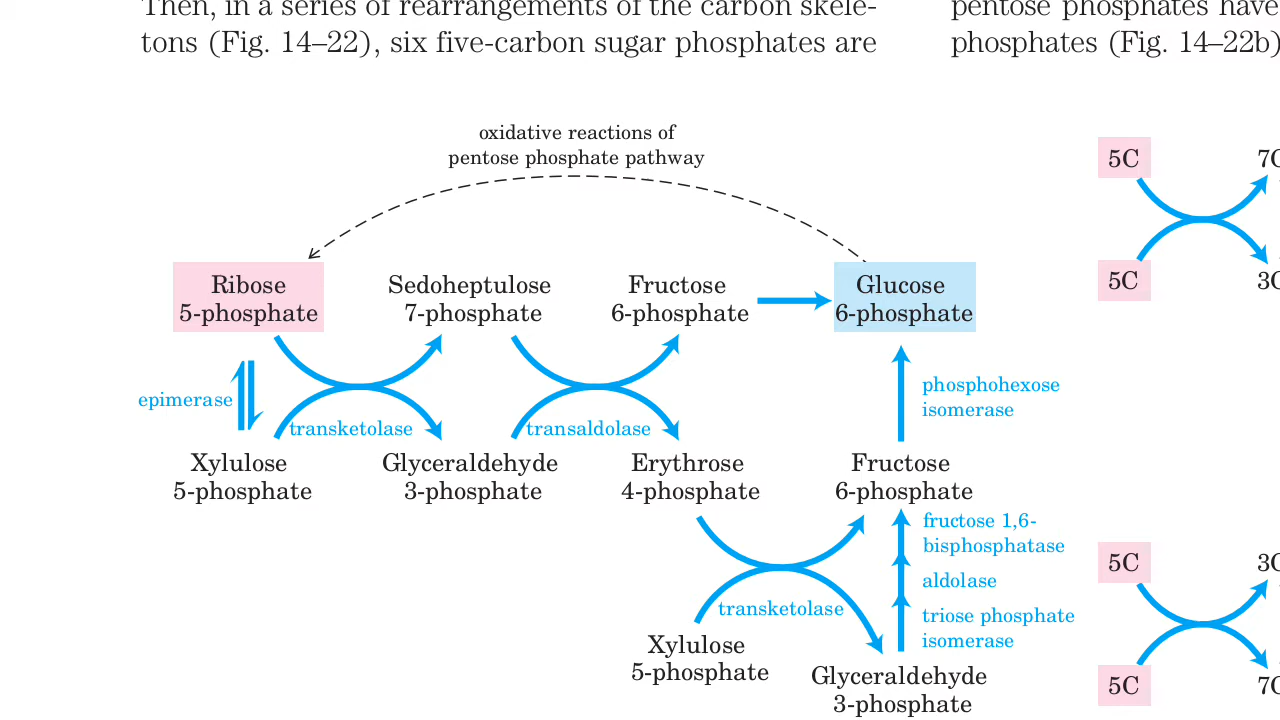 Then, in a series of rearrangements of the carbon skele-
tons (Fig. 14–22), six five-carbon sugar phosphates are
pentose phosphates have
phosphates (Fig. 14–22b)
oxidative reactions of
pentose phosphate pathway
Ribose
5-phosphate
Sedoheptulose
7-phosphate
Fructose
6-phosphate
Glucose
6-phosphate
epimerase
transketolase
transaldolase
phosphohexose
isomerase
Xylulose
5-phosphate
Glyceraldehyde
3-phosphate
Erythrose
4-phosphate
Fructose
6-phosphate
fructose 1,6-
bisphosphatase
aldolase
triose phosphate
isomerase
transketolase
Xylulose
5-phosphate
Glyceraldehyde
3-phosphate
5C
7C
5C
3C
5C
3C
5C
7C